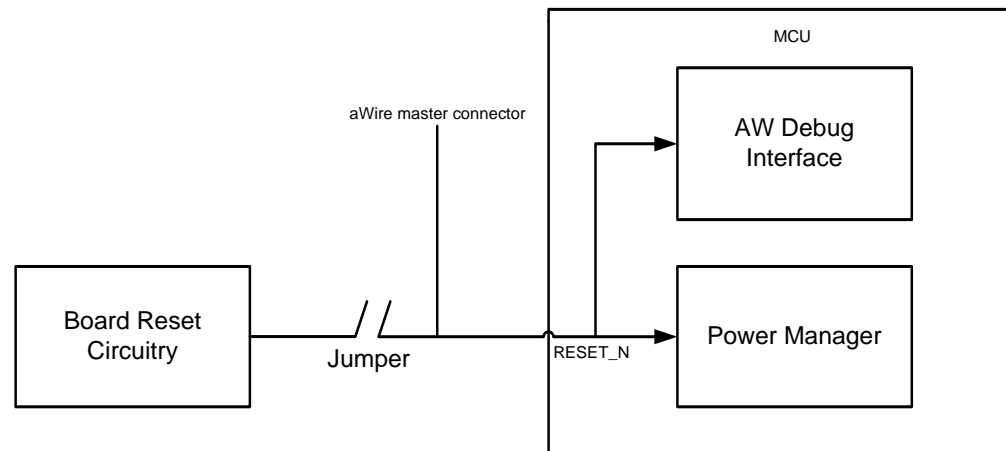 MCU
aWire master connector
AW Debug
Interface
Board Reset
Circuitry
Jumper
RESET_N
Power Manager